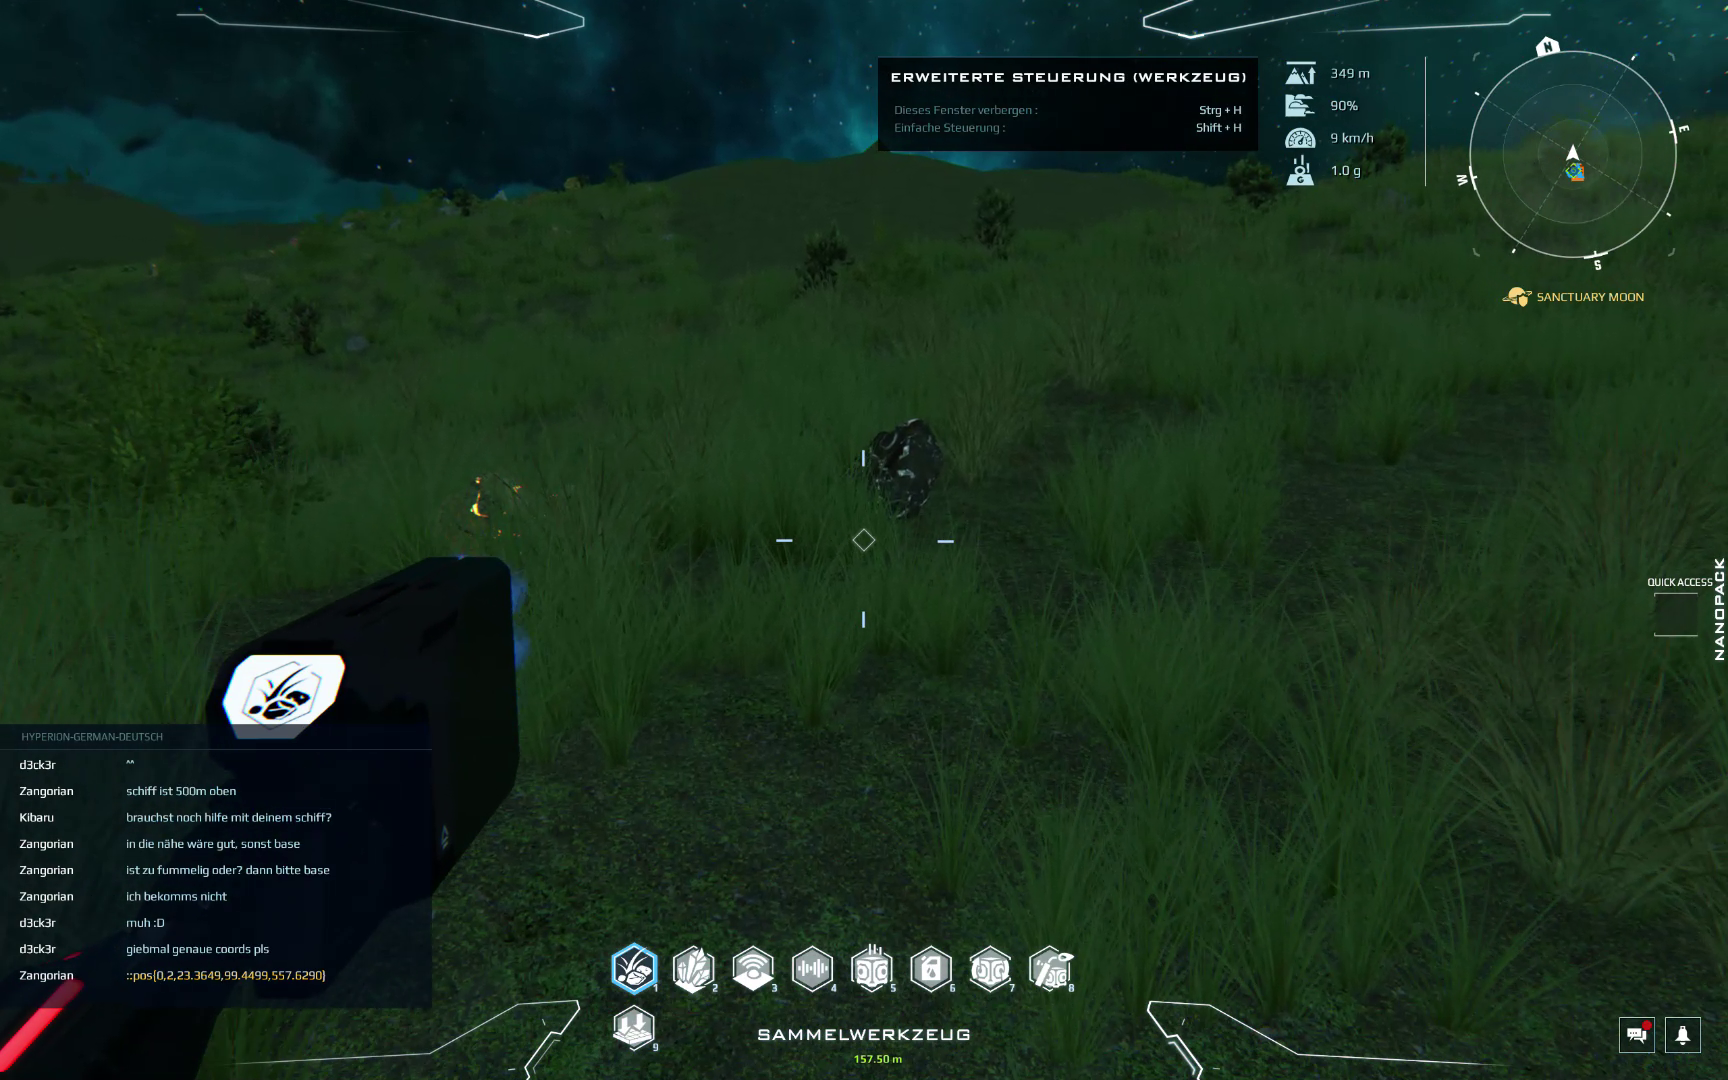 ERWEITERTE STEUERUNG (WERKZEUG)
Dieses Fenster verbergen : Strg + H
Einfache Steuerung : Shift + H
349 m
90%
9 km/h
1.0 g
G
N
E
S
W
SANCTUARY MOON
QUICK ACCESS
NANOPACK
HYPERION-GERMAN-DEUTSCH
d3ck3r ^^
Zangorian schiff ist 500m oben
Kibaru brauchst noch hilfe mit deinem schiff?
Zangorian in die nähe wäre gut, sonst base
Zangorian ist zu fummelig oder? dann bitte base
Zangorian ich bekomms nicht
d3ck3r muh :D
d3ck3r giebmal genaue coords pls
Zangorian ::pos{0,2,23.3649,99.4499,557.6290}
1 2 3 4 5 6 7 8
9
SAMMELWERKZEUG
157.50 m